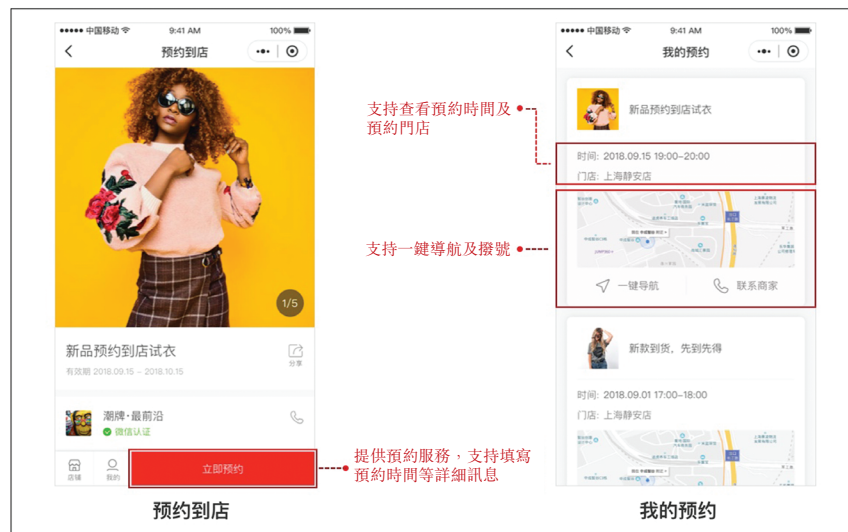 中国移动 9:41 AM 100%
预约到店
1/5
新品预约到店试衣
分享
有效期 2018.09.15 – 2018.10.15
潮牌·最前沿
微信认证
店铺 我的 立即预约
预约到店
支持查看預約時間及
預約門店
支持一鍵導航及撥號
提供預約服務，支持填寫
預約時間等詳細訊息
中国移动 9:41 AM 100%
我的预约
新品预约到店试衣
时间: 2018.09.15 19:00–20:00
门店: 上海静安店
一键导航 联系商家
新款到货，先到先得
时间: 2018.09.01 17:00–18:00
门店: 上海静安店
我的预约